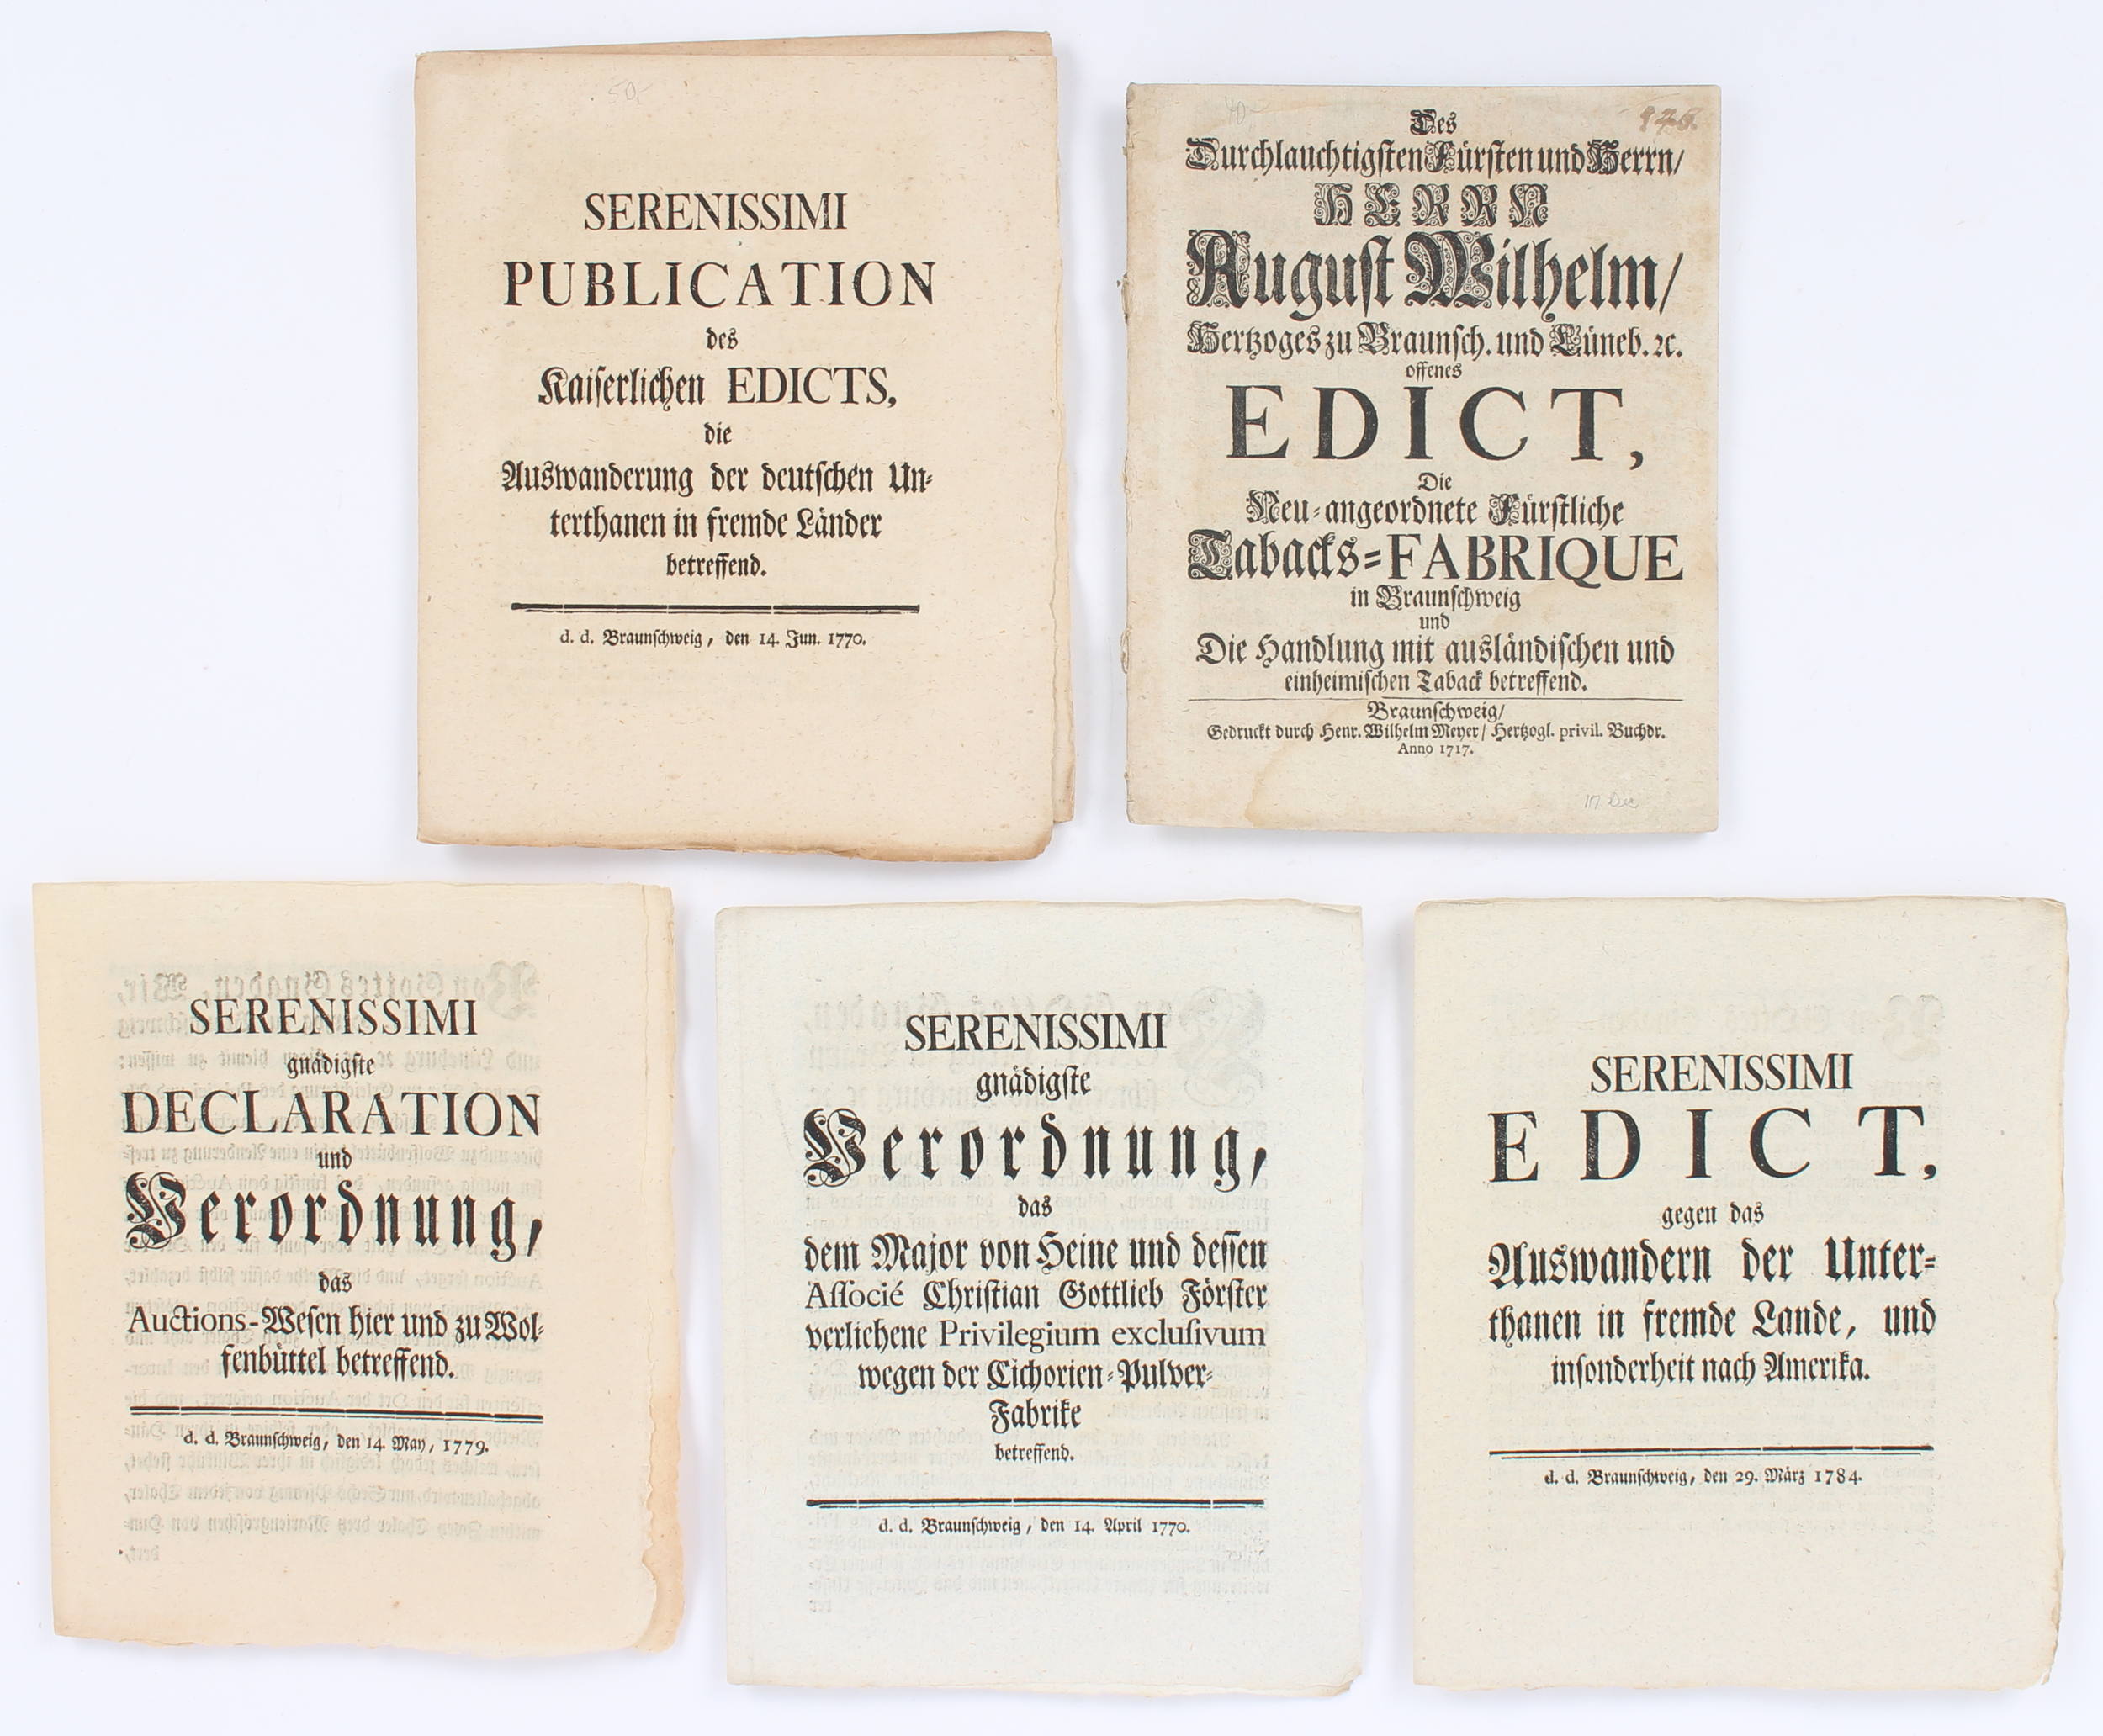 50,-
SERENISSIMI
PUBLICATION
des
Kaiserlichen EDICTS,
die
Auswanderung der deutschen Un-
terthanen in fremde Länder
betreffend.
d. d. Braunschweig, den 14. Jun. 1770.
40-
Des
Durchlauchtigsten Fürsten und Herrn/
HERRN
August Wilhelm/
Hertzoges zu Braunsch. und Lüneb. ꝛc.
offenes
EDICT,
Die
Neu-angeordnete Fürstliche
Tabacks-FABRIQUE
in Braunschweig
und
Die Handlung mit ausländischen und
einheimischen Taback betreffend.
Braunschweig/
Gedruckt durch Henr. Wilhelm Meyer/ Hertzogl. privil. Buchdr.
Anno 1717.
SERENISSIMI
gnädigste
DECLARATION
und
Verordnung,
das
Auctions-Wesen hier und zu Wol-
fenbüttel betreffend.
d. d. Braunschweig, den 14. May, 1779.
SERENISSIMI
gnädigste
Verordnung,
das
dem Major von Heine und dessen
Associé Christian Gottlieb Förster
verliehene Privilegium exclusivum
wegen der Cichorien-Pulver-
Fabrike
betreffend.
d. d. Braunschweig, den 14. April 1770.
SERENISSIMI
EDICT,
gegen das
Auswandern der Unter-
thanen in fremde Lande, und
insonderheit nach Amerika.
d. d. Braunschweig, den 29. März 1784.